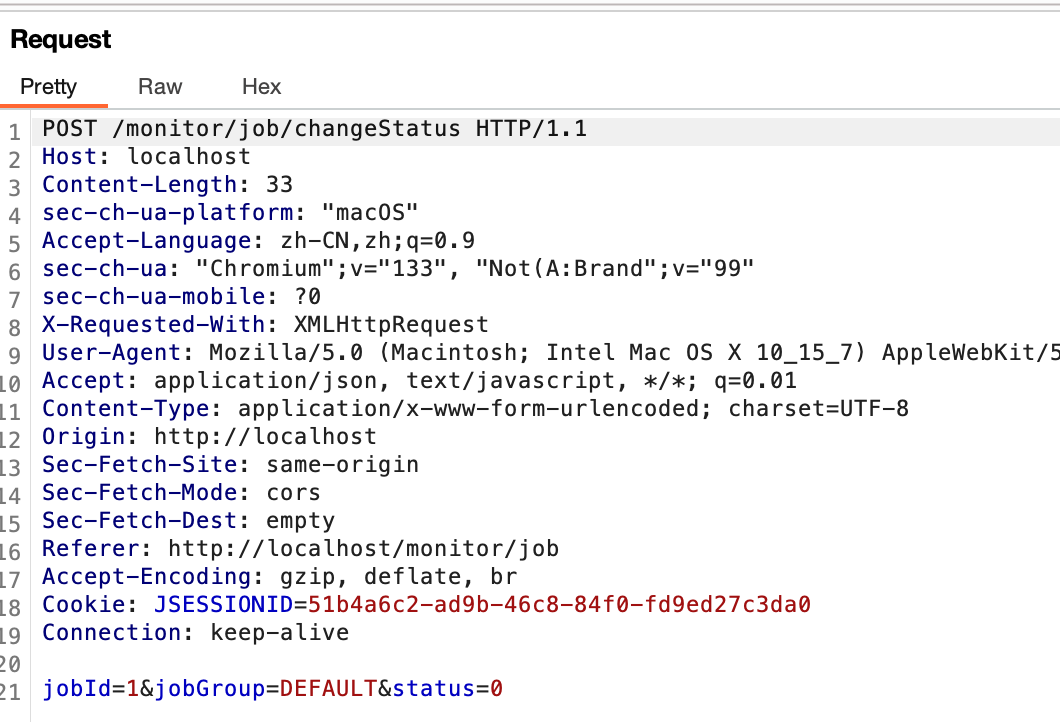 Request
Pretty Raw Hex
1 POST /monitor/job/changeStatus HTTP/1.1
2 Host: localhost
3 Content-Length: 33
4 sec-ch-ua-platform: "macOS"
5 Accept-Language: zh-CN,zh;q=0.9
6 sec-ch-ua: "Chromium";v="133", "Not(A:Brand";v="99"
7 sec-ch-ua-mobile: ?0
8 X-Requested-With: XMLHttpRequest
9 User-Agent: Mozilla/5.0 (Macintosh; Intel Mac OS X 10_15_7) AppleWebKit/5
10 Accept: application/json, text/javascript, */*; q=0.01
11 Content-Type: application/x-www-form-urlencoded; charset=UTF-8
12 Origin: http://localhost
13 Sec-Fetch-Site: same-origin
14 Sec-Fetch-Mode: cors
15 Sec-Fetch-Dest: empty
16 Referer: http://localhost/monitor/job
17 Accept-Encoding: gzip, deflate, br
18 Cookie: JSESSIONID=51b4a6c2-ad9b-46c8-84f0-fd9ed27c3da0
19 Connection: keep-alive
20
21 jobId=1&jobGroup=DEFAULT&status=0